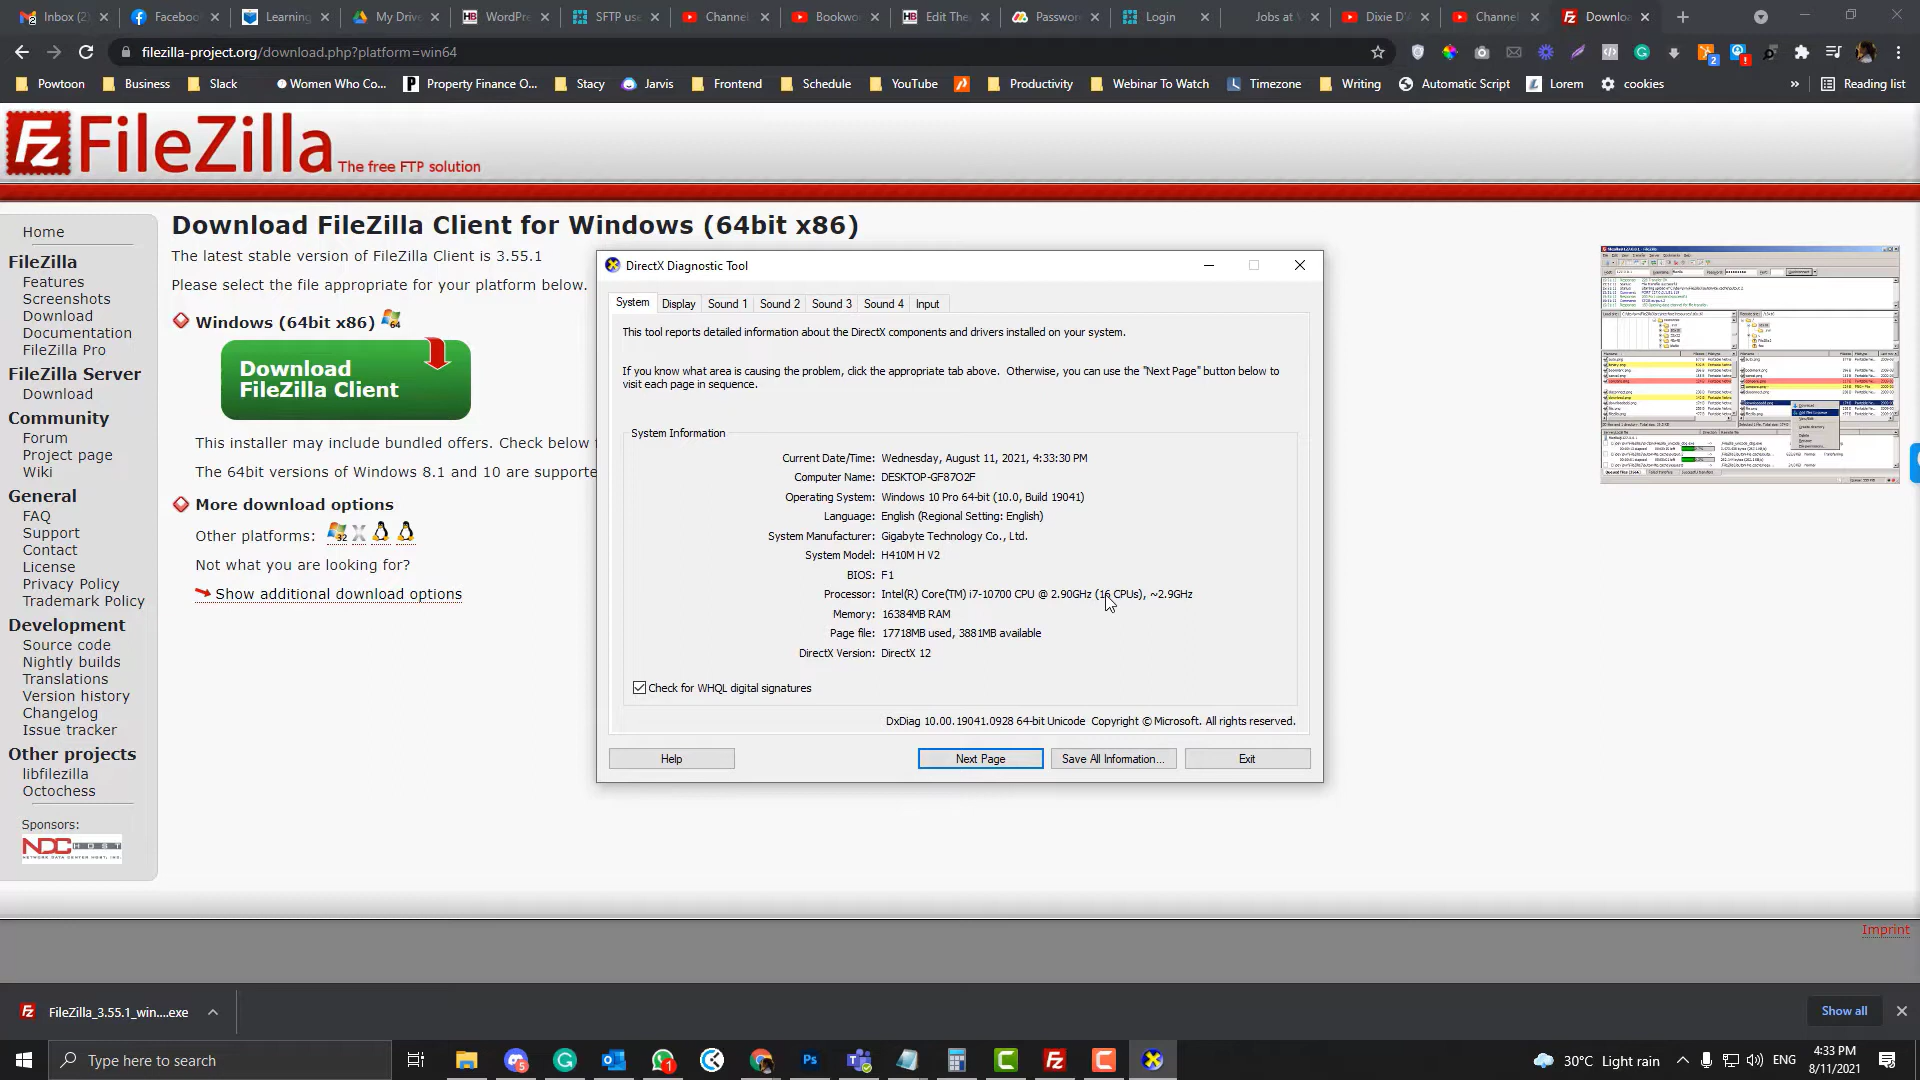 Inbox (2)
Facebo
Learning
My Drive
WordPre
SFTP use
Channel
Bookwo
Edit The
Passwor
Login
Jobs at
Dixie D'A
Channel
Downlo
filezilla-project.org/download.php?platform=win64
Powtoon Business Slack Women Who Co... Property Finance O... Stacy Jarvis Frontend Schedule YouTube Productivity Webinar To Watch Timezone Writing Automatic Script Lorem cookies » Reading list
FileZilla The free FTP solution
Home
FileZilla
Features
Screenshots
Download
Documentation
FileZilla Pro
FileZilla Server
Download
Community
Forum
Project page
Wiki
General
FAQ
Support
Contact
License
Privacy Policy
Trademark Policy
Development
Source code
Nightly builds
Translations
Version history
Changelog
Issue tracker
Other projects
libfilezilla
Octochess
Sponsors:
NDCHOST
NETWORK DATA CENTER HOST, INC.
Download FileZilla Client for Windows (64bit x86)
The latest stable version of FileZilla Client is 3.55.1
Please select the file appropriate for your platform below.
Windows (64bit x86)
Download
FileZilla Client
This installer may include bundled offers. Check below f
The 64bit versions of Windows 8.1 and 10 are supporte
More download options
Other platforms:
Not what you are looking for?
Show additional download options
DirectX Diagnostic Tool
System Display Sound 1 Sound 2 Sound 3 Sound 4 Input
This tool reports detailed information about the DirectX components and drivers installed on your system.
If you know what area is causing the problem, click the appropriate tab above. Otherwise, you can use the "Next Page" button below to
visit each page in sequence.
System Information
Current Date/Time: Wednesday, August 11, 2021, 4:33:30 PM
Computer Name: DESKTOP-GF87O2F
Operating System: Windows 10 Pro 64-bit (10.0, Build 19041)
Language: English (Regional Setting: English)
System Manufacturer: Gigabyte Technology Co., Ltd.
System Model: H410M H V2
BIOS: F1
Processor: Intel(R) Core(TM) i7-10700 CPU @ 2.90GHz (16 CPUs), ~2.9GHz
Memory: 16384MB RAM
Page file: 17718MB used, 3881MB available
DirectX Version: DirectX 12
Check for WHQL digital signatures
DxDiag 10.00.19041.0928 64-bit Unicode Copyright © Microsoft. All rights reserved.
Help Next Page Save All Information... Exit
Imprint
FileZilla_3.55.1_win....exe
Show all
Type here to search
30°C Light rain
ENG
4:33 PM
8/11/2021